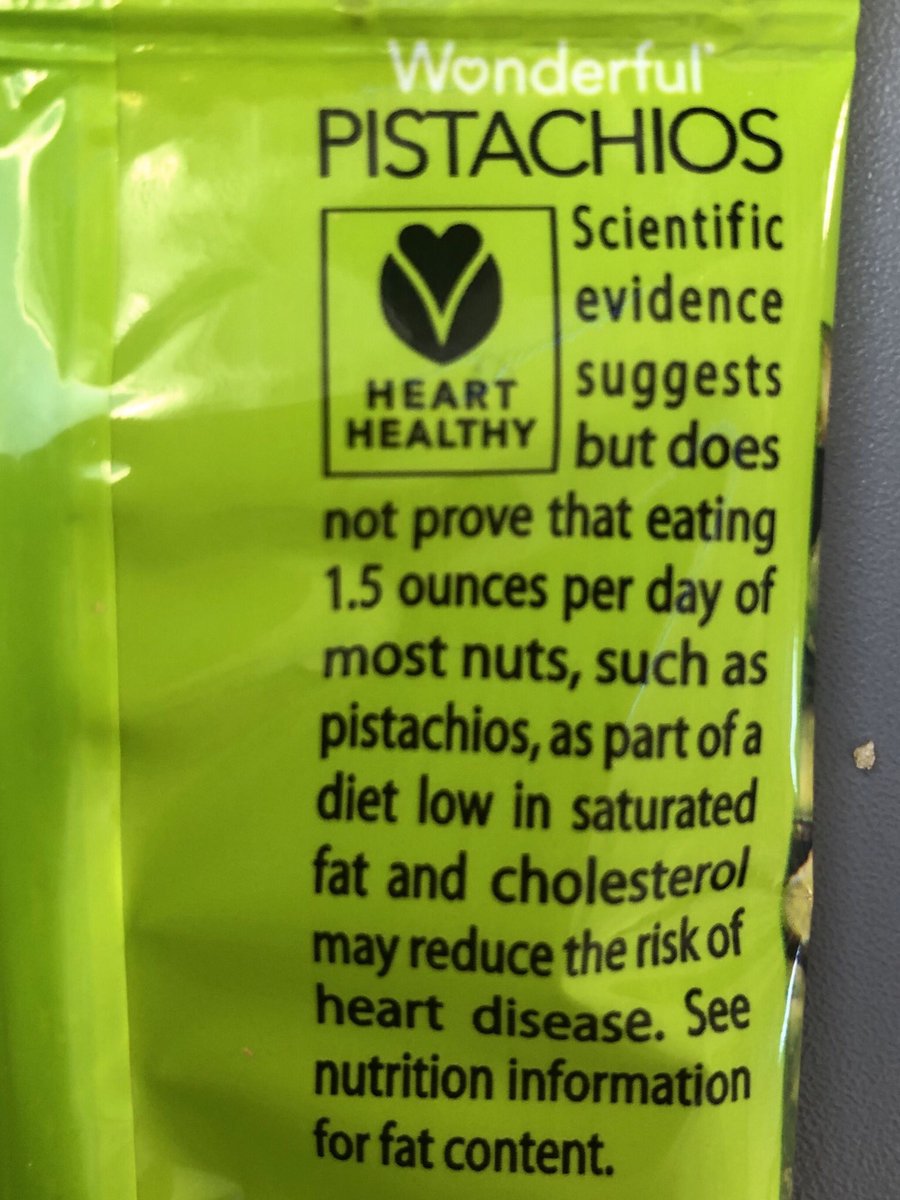 Wonderful
PISTACHIOS
HEART
HEALTHY
Scientific
evidence
suggests
but does
not prove that eating
1.5 ounces per day of
most nuts, such as
pistachios, as part of a
diet low in saturated
fat and cholesterol
may reduce the risk of
heart disease. See
nutrition information
for fat content.